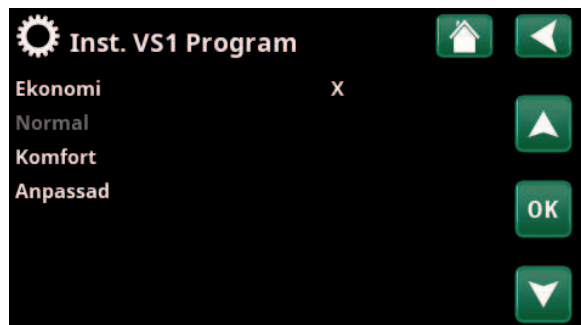 Inst. VS1 Program
Ekonomi X
Normal
Komfort
Anpassad
OK